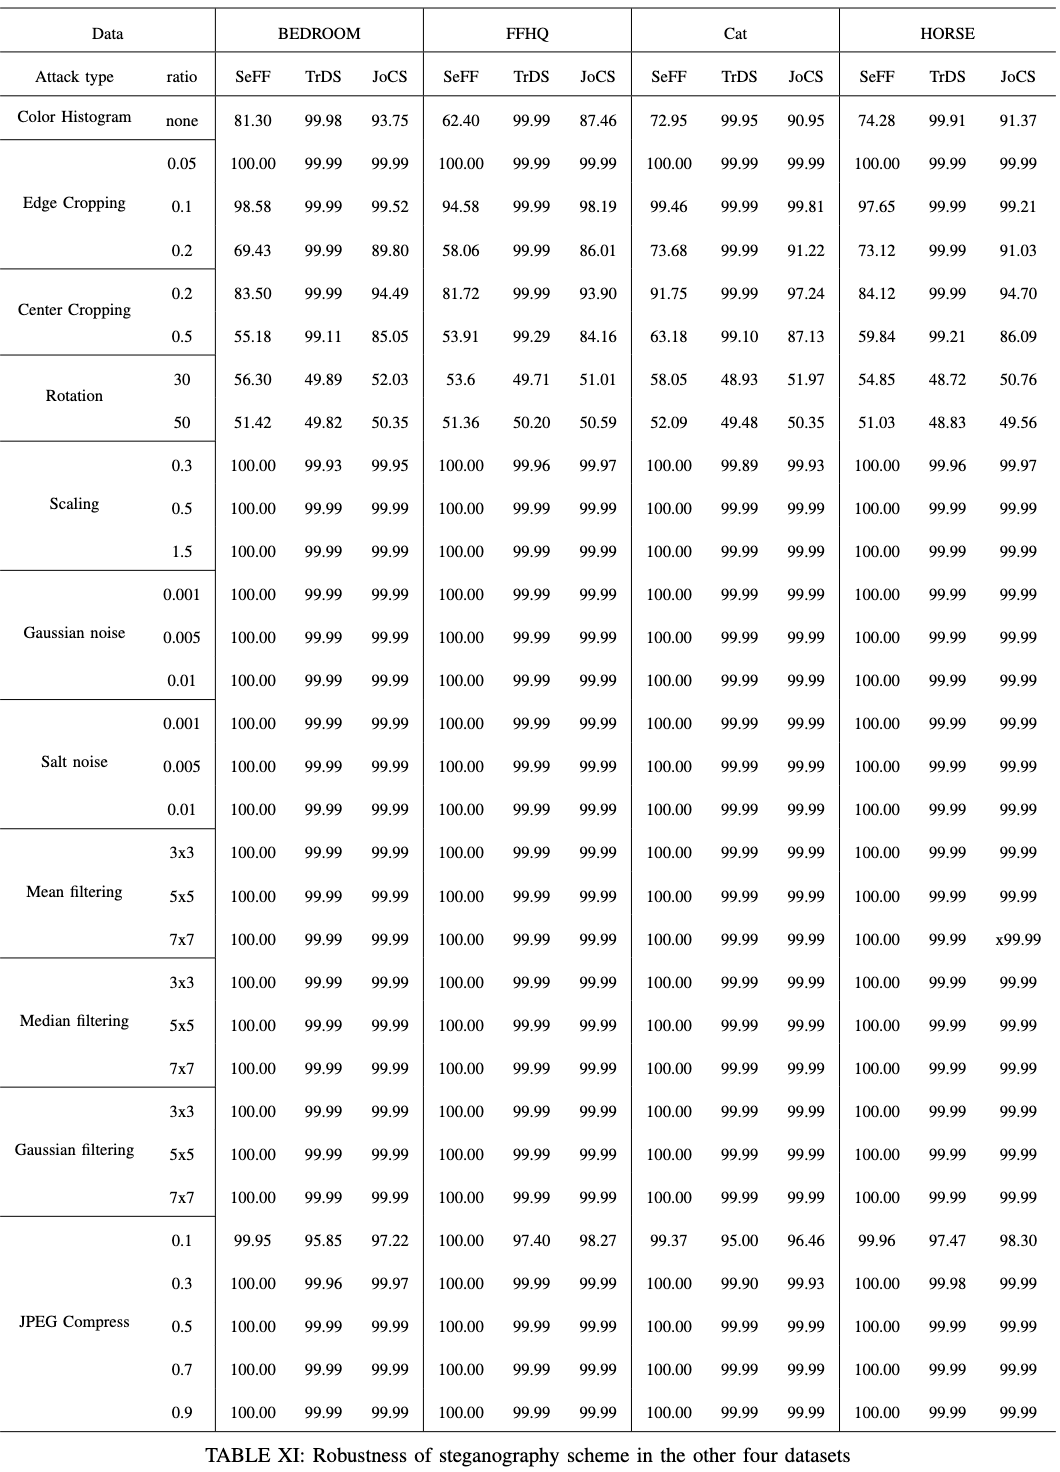 Data BEDROOM FFHQ Cat HORSE
Attack type ratio SeFF TrDS JoCS SeFF TrDS JoCS SeFF TrDS JoCS SeFF TrDS JoCS
Color Histogram none 81.30 99.98 93.75 62.40 99.99 87.46 72.95 99.95 90.95 74.28 99.91 91.37
0.05 100.00 99.99 99.99 100.00 99.99 99.99 100.00 99.99 99.99 100.00 99.99 99.99
Edge Cropping 0.1 98.58 99.99 99.52 94.58 99.99 98.19 99.46 99.99 99.81 97.65 99.99 99.21
0.2 69.43 99.99 89.80 58.06 99.99 86.01 73.68 99.99 91.22 73.12 99.99 91.03
0.2 83.50 99.99 94.49 81.72 99.99 93.90 91.75 99.99 97.24 84.12 99.99 94.70
Center Cropping
0.5 55.18 99.11 85.05 53.91 99.29 84.16 63.18 99.10 87.13 59.84 99.21 86.09
30 56.30 49.89 52.03 53.6 49.71 51.01 58.05 48.93 51.97 54.85 48.72 50.76
Rotation
50 51.42 49.82 50.35 51.36 50.20 50.59 52.09 49.48 50.35 51.03 48.83 49.56
0.3 100.00 99.93 99.95 100.00 99.96 99.97 100.00 99.89 99.93 100.00 99.96 99.97
Scaling 0.5 100.00 99.99 99.99 100.00 99.99 99.99 100.00 99.99 99.99 100.00 99.99 99.99
1.5 100.00 99.99 99.99 100.00 99.99 99.99 100.00 99.99 99.99 100.00 99.99 99.99
0.001 100.00 99.99 99.99 100.00 99.99 99.99 100.00 99.99 99.99 100.00 99.99 99.99
Gaussian noise 0.005 100.00 99.99 99.99 100.00 99.99 99.99 100.00 99.99 99.99 100.00 99.99 99.99
0.01 100.00 99.99 99.99 100.00 99.99 99.99 100.00 99.99 99.99 100.00 99.99 99.99
0.001 100.00 99.99 99.99 100.00 99.99 99.99 100.00 99.99 99.99 100.00 99.99 99.99
Salt noise 0.005 100.00 99.99 99.99 100.00 99.99 99.99 100.00 99.99 99.99 100.00 99.99 99.99
0.01 100.00 99.99 99.99 100.00 99.99 99.99 100.00 99.99 99.99 100.00 99.99 99.99
3x3 100.00 99.99 99.99 100.00 99.99 99.99 100.00 99.99 99.99 100.00 99.99 99.99
Mean filtering 5x5 100.00 99.99 99.99 100.00 99.99 99.99 100.00 99.99 99.99 100.00 99.99 99.99
7x7 100.00 99.99 99.99 100.00 99.99 99.99 100.00 99.99 99.99 100.00 99.99 x99.99
3x3 100.00 99.99 99.99 100.00 99.99 99.99 100.00 99.99 99.99 100.00 99.99 99.99
Median filtering 5x5 100.00 99.99 99.99 100.00 99.99 99.99 100.00 99.99 99.99 100.00 99.99 99.99
7x7 100.00 99.99 99.99 100.00 99.99 99.99 100.00 99.99 99.99 100.00 99.99 99.99
3x3 100.00 99.99 99.99 100.00 99.99 99.99 100.00 99.99 99.99 100.00 99.99 99.99
Gaussian filtering 5x5 100.00 99.99 99.99 100.00 99.99 99.99 100.00 99.99 99.99 100.00 99.99 99.99
7x7 100.00 99.99 99.99 100.00 99.99 99.99 100.00 99.99 99.99 100.00 99.99 99.99
0.1 99.95 95.85 97.22 100.00 97.40 98.27 99.37 95.00 96.46 99.96 97.47 98.30
0.3 100.00 99.96 99.97 100.00 99.99 99.99 100.00 99.90 99.93 100.00 99.98 99.99
JPEG Compress 0.5 100.00 99.99 99.99 100.00 99.99 99.99 100.00 99.99 99.99 100.00 99.99 99.99
0.7 100.00 99.99 99.99 100.00 99.99 99.99 100.00 99.99 99.99 100.00 99.99 99.99
0.9 100.00 99.99 99.99 100.00 99.99 99.99 100.00 99.99 99.99 100.00 99.99 99.99
TABLE XI: Robustness of steganography scheme in the other four datasets